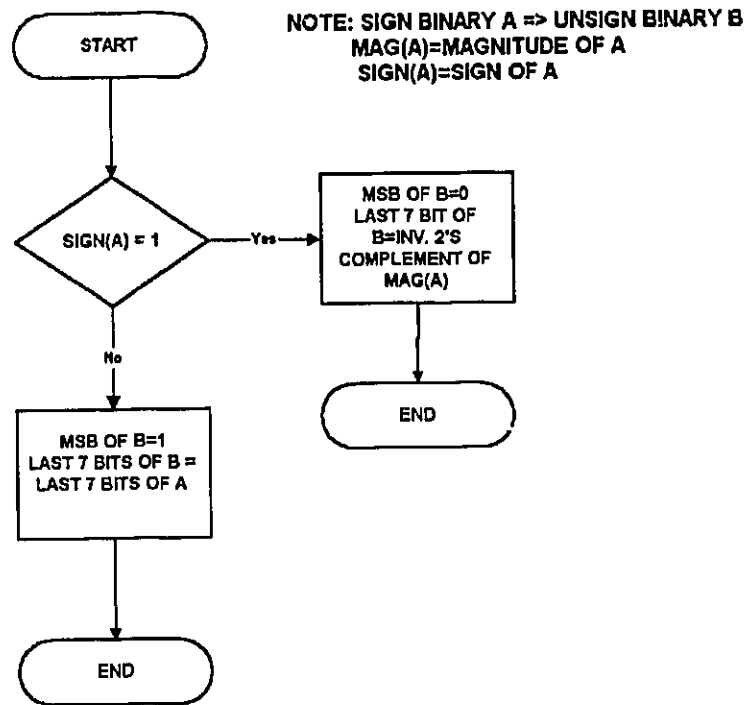 NOTE: SIGN BINARY A => UNSIGN BINARY B
MAG(A)=MAGNITUDE OF A
SIGN(A)=SIGN OF A
START
SIGN(A) = 1
Yes
MSB OF B=0
LAST 7 BIT OF
B=INV. 2'S
COMPLEMENT OF
MAG(A)
END
No
MSB OF B=1
LAST 7 BITS OF B =
LAST 7 BITS OF A
END